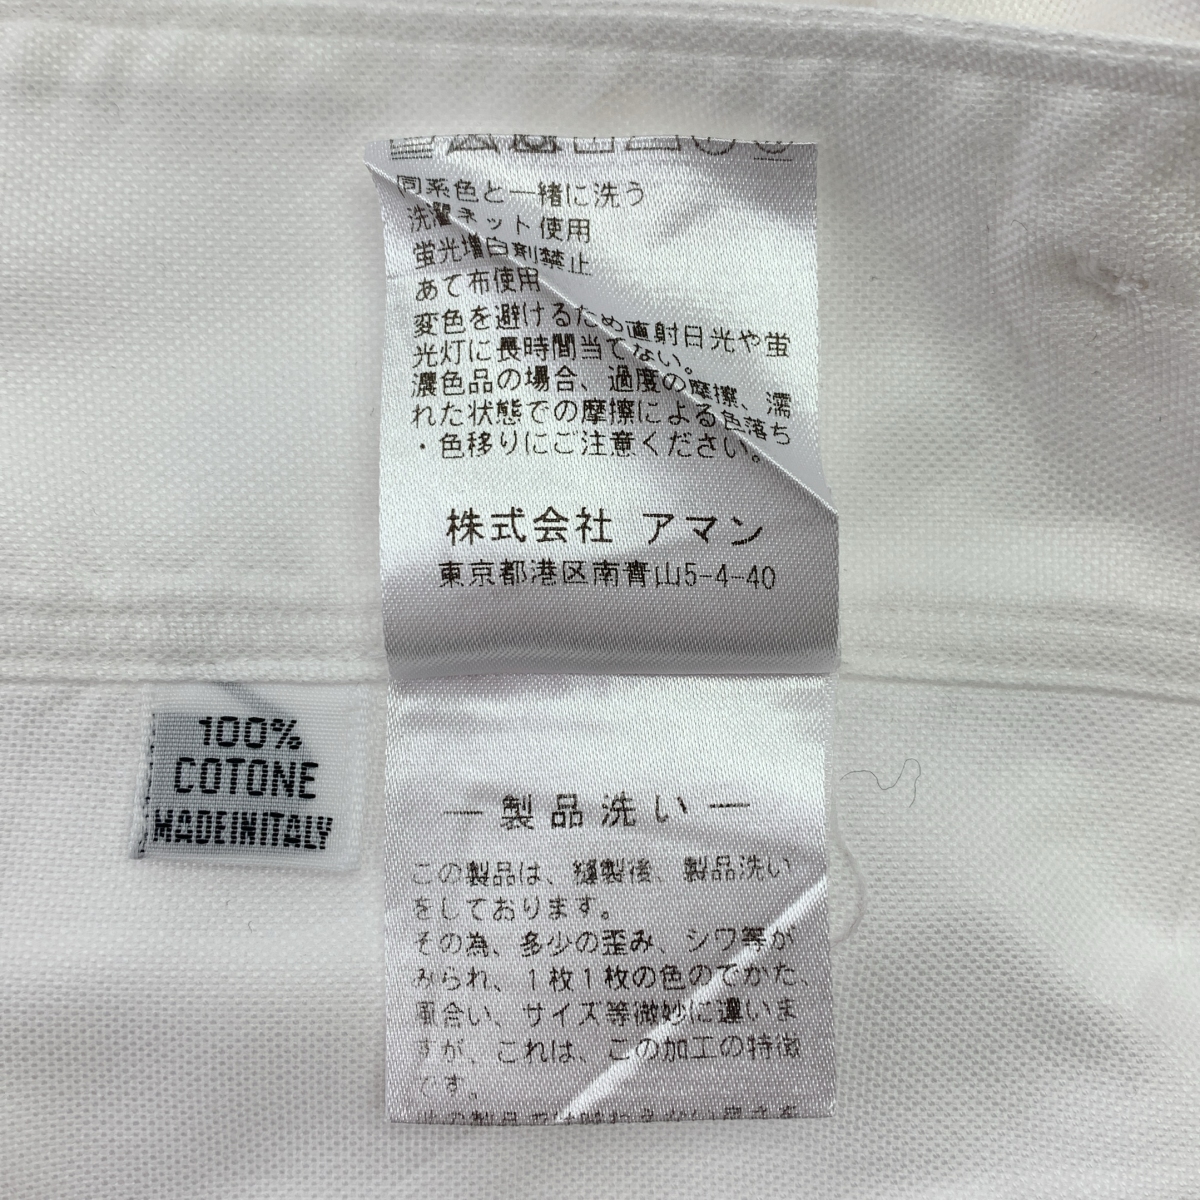 同系色と一緒に洗う
洗濯ネット使用
蛍光増白剤禁止
あて布使用
変色を避けるため直射日光や蛍
光灯に長時間当てない。
濃色品の場合、過度の摩擦、濡
れた状態での摩擦による色落ち
・色移りにご注意ください。
株式会社 アマン
東京都港区南青山5-4-40
100%
COTONE
MADE IN ITALY
― 製品洗い ―
この製品は、縫製後、製品洗い
をしております。
その為、多少の歪み、シワ等が
みられ、1枚1枚の色のでかた、
風合い、サイズ等微妙に違いま
すが、これは、この加工の特徴
です。